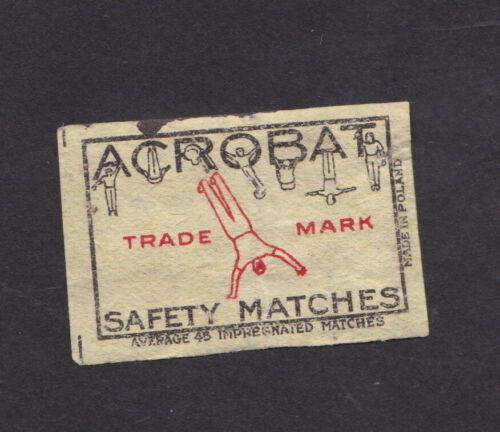 ACROBAT
TRADE MARK
SAFETY MATCHES
AVERAGE 45 IMPREGNATED MATCHES
MADE IN POLAND